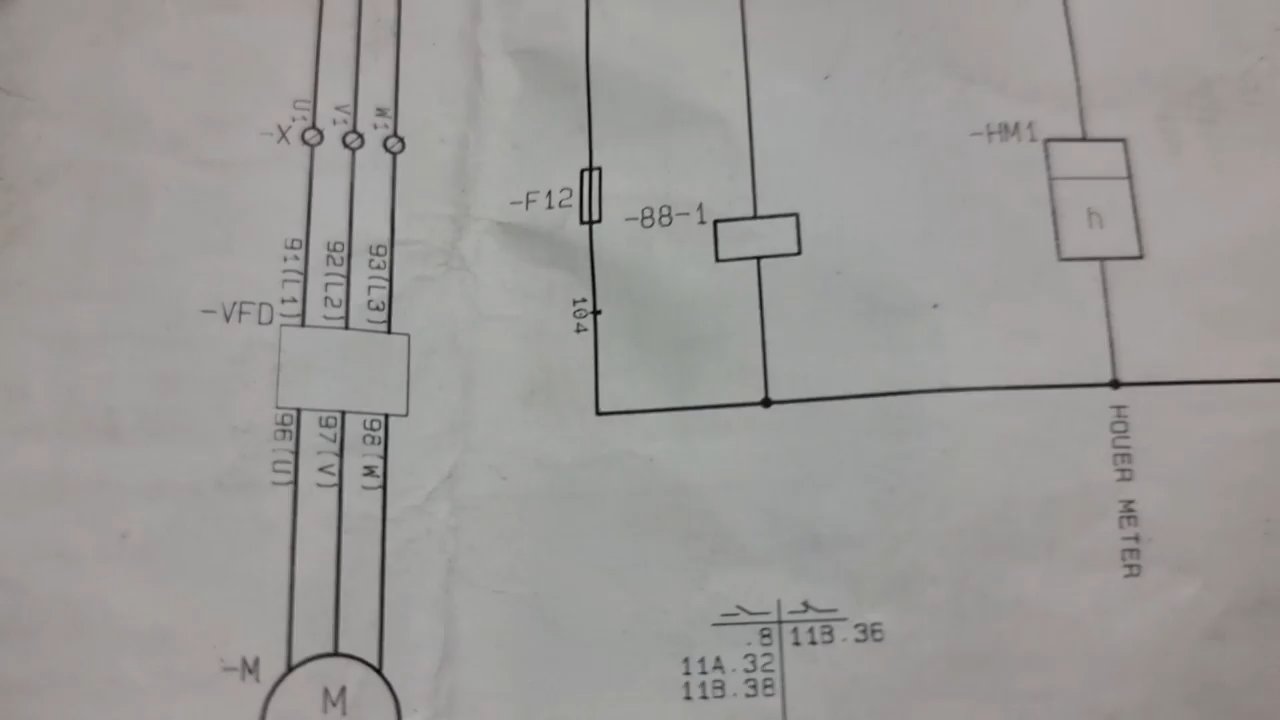 U1 V1 W1
-X
91(L1) 92(L2) 93(L3)
-VFD
96(U) 97(V) 98(W)
-M
M
-F12
104
-88-1
-HM1
h
HOUER METER
.8 11B.36
11A.32
11B.38